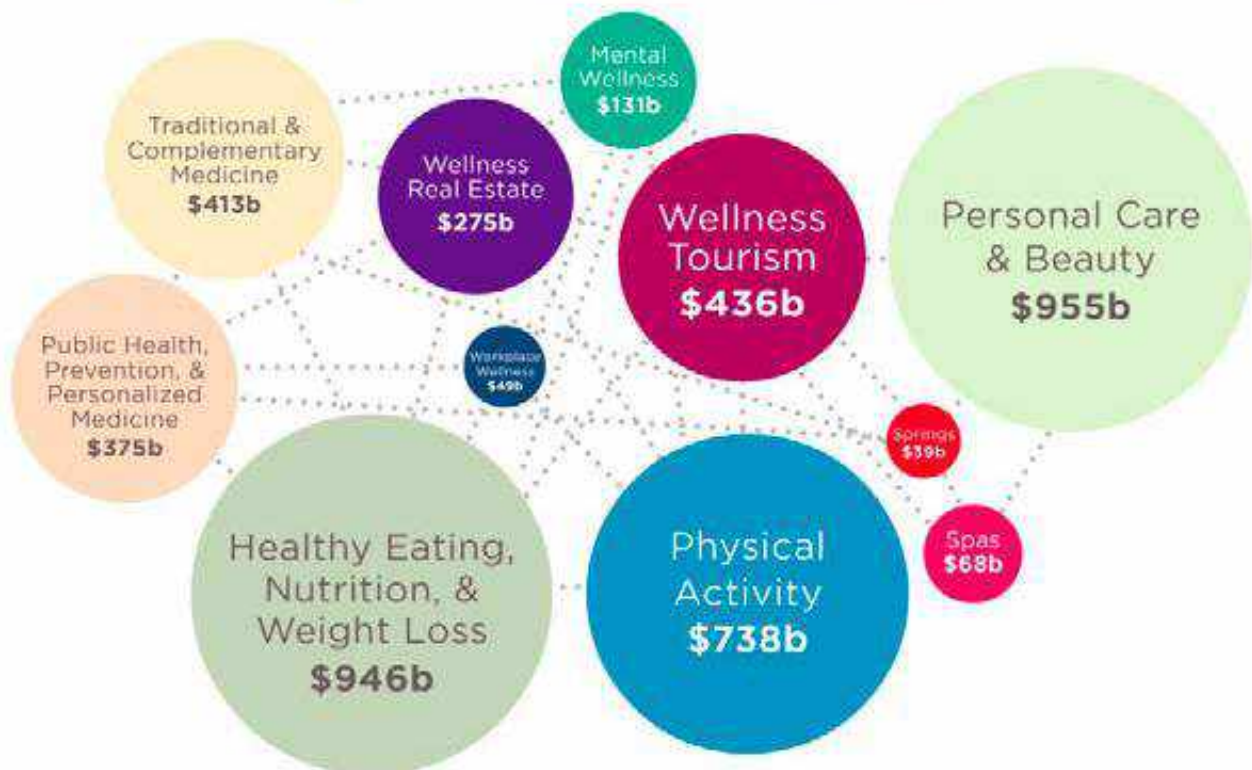 Mental
Wellness
$131b
Traditional &
Complementary
Medicine
$413b
Wellness
Real Estate
$275b
Wellness
Tourism
$436b
Personal Care
& Beauty
$955b
Public Health,
Prevention, &
Personalized
Medicine
$375b
Workplace
Wellness
$49b
Springs
$39b
Healthy Eating,
Nutrition, &
Weight Loss
$946b
Physical
Activity
$738b
Spas
$68b